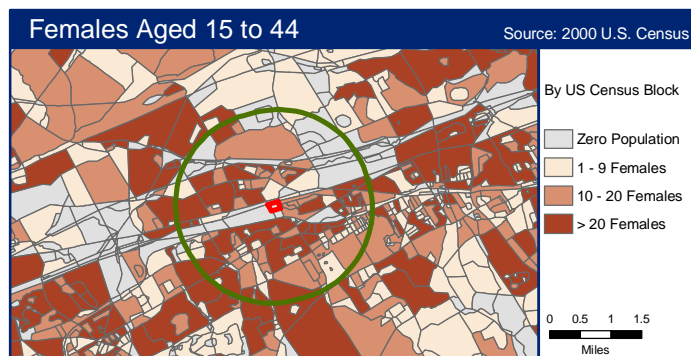 Females Aged 15 to 44
Source: 2000 U.S. Census
By US Census Block
Zero Population
1 - 9 Females
10 - 20 Females
> 20 Females
0 0.5 1 1.5
Miles